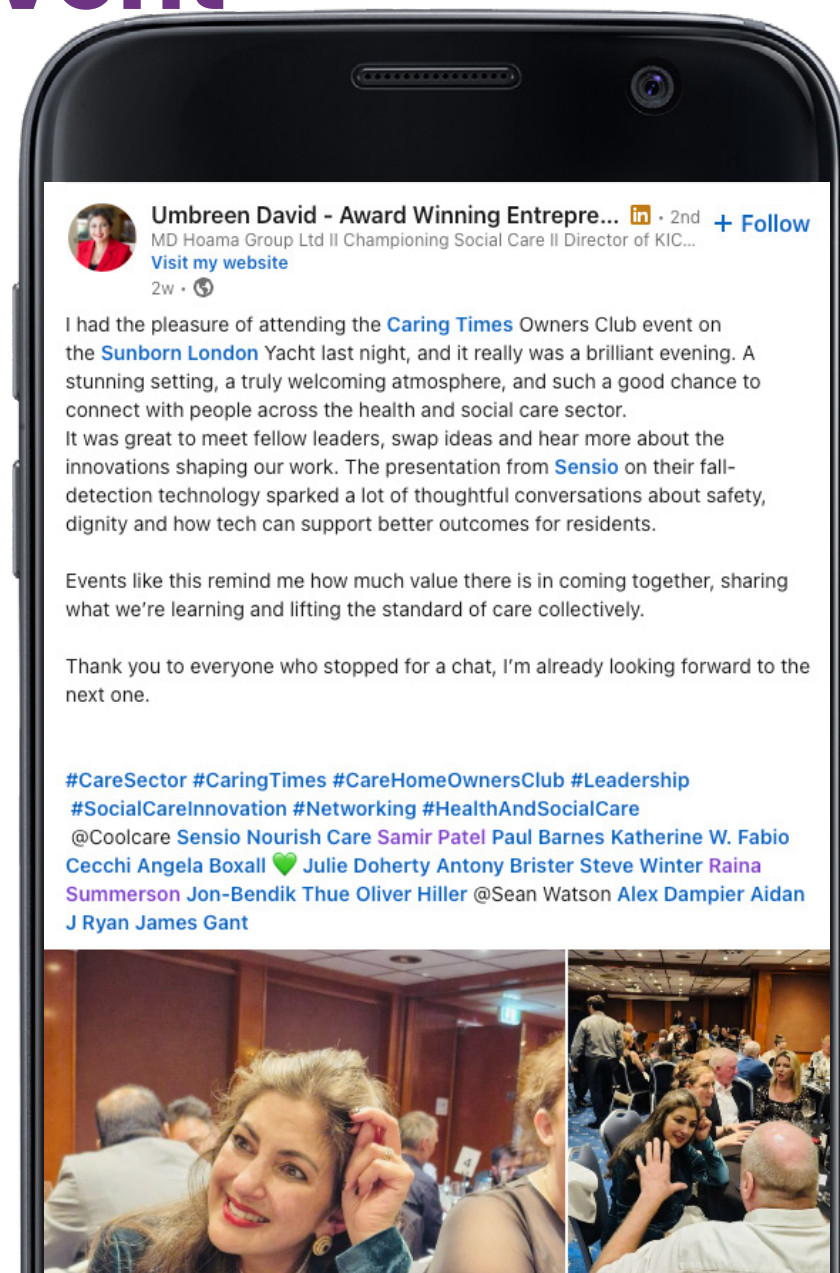 Umbreen David - Award Winning Entrepre... in · 2nd
+ Follow
MD Hoama Group Ltd II Championing Social Care II Director of KIC...
Visit my website
2w ·
I had the pleasure of attending the Caring Times Owners Club event on
the Sunborn London Yacht last night, and it really was a brilliant evening. A
stunning setting, a truly welcoming atmosphere, and such a good chance to
connect with people across the health and social care sector.
It was great to meet fellow leaders, swap ideas and hear more about the
innovations shaping our work. The presentation from Sensio on their fall-
detection technology sparked a lot of thoughtful conversations about safety,
dignity and how tech can support better outcomes for residents.
Events like this remind me how much value there is in coming together, sharing
what we’re learning and lifting the standard of care collectively.
Thank you to everyone who stopped for a chat, I’m already looking forward to the
next one.
#CareSector #CaringTimes #CareHomeOwnersClub #Leadership
#SocialCareInnovation #Networking #HealthAndSocialCare
@Coolcare Sensio Nourish Care Samir Patel Paul Barnes Katherine W. Fabio
Cecchi Angela Boxall 💚 Julie Doherty Antony Brister Steve Winter Raina
Summerson Jon-Bendik Thue Oliver Hiller @Sean Watson Alex Dampier Aidan
J Ryan James Gant
4